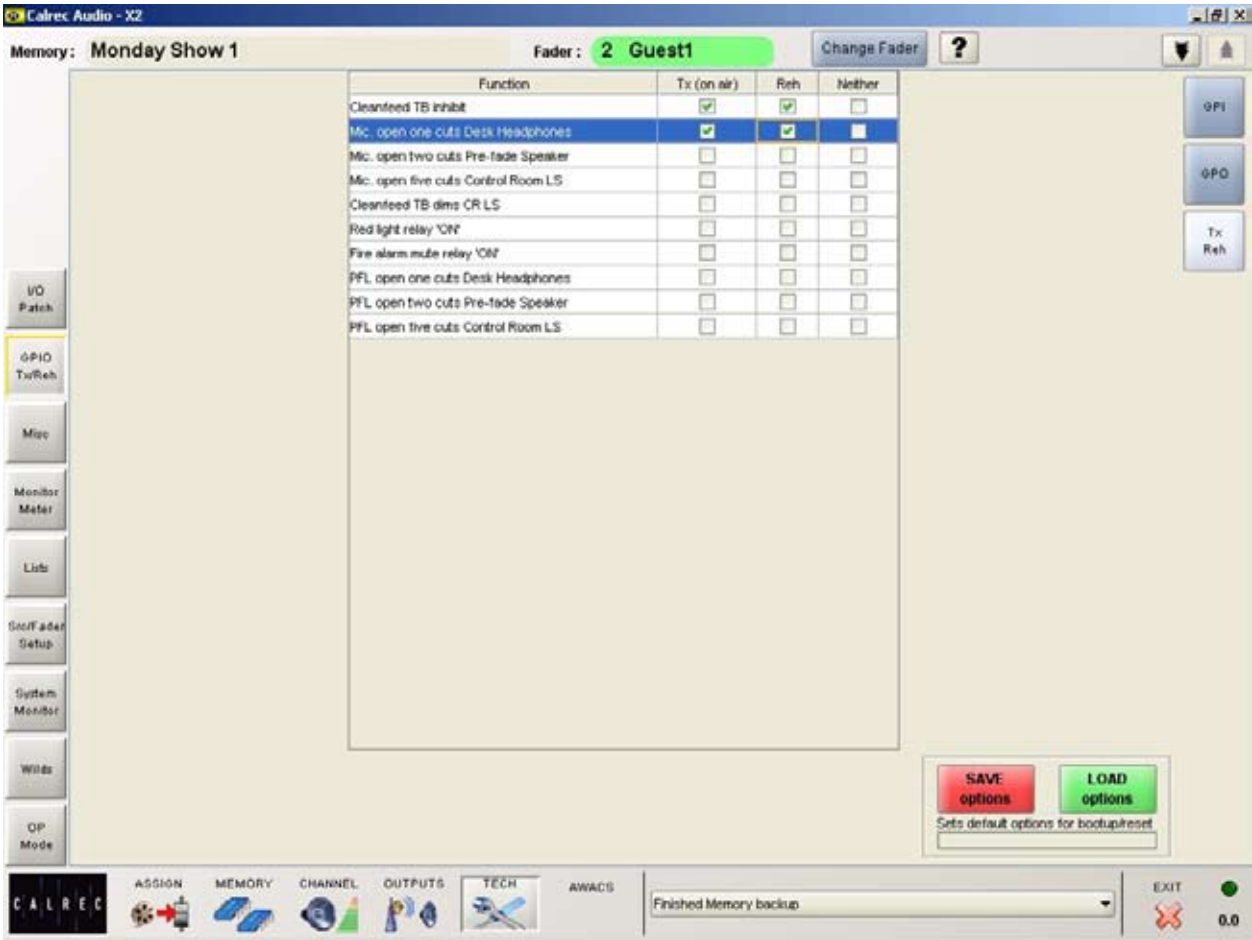 Calrec Audio - X2
Memory: Monday Show 1 Fader: 2 Guest1 Change Fader ?
Function Tx (on air) Reh Neither
Cleanfeed TB inhibit
Mic. open one cuts Desk Headphones
Mic. open two cuts Pre-fade Speaker
Mic. open five cuts Control Room LS
Cleanfeed TB dims CR LS
Red light relay 'ON'
Fire alarm mute relay 'ON'
PFL open one cuts Desk Headphones
PFL open two cuts Pre-fade Speaker
PFL open five cuts Control Room LS
GPI
GPO
Tx
Reh
I/O
Patch
GPIO
Tx/Reh
Misc
Monitor
Meter
Lists
Src/Fader
Setup
System
Monitor
Wilds
OP
Mode
SAVE
options
LOAD
options
Sets default options for bootup/reset
CALREC
ASSIGN MEMORY CHANNEL OUTPUTS TECH AWACS
Finished Memory backup
EXIT
0.0